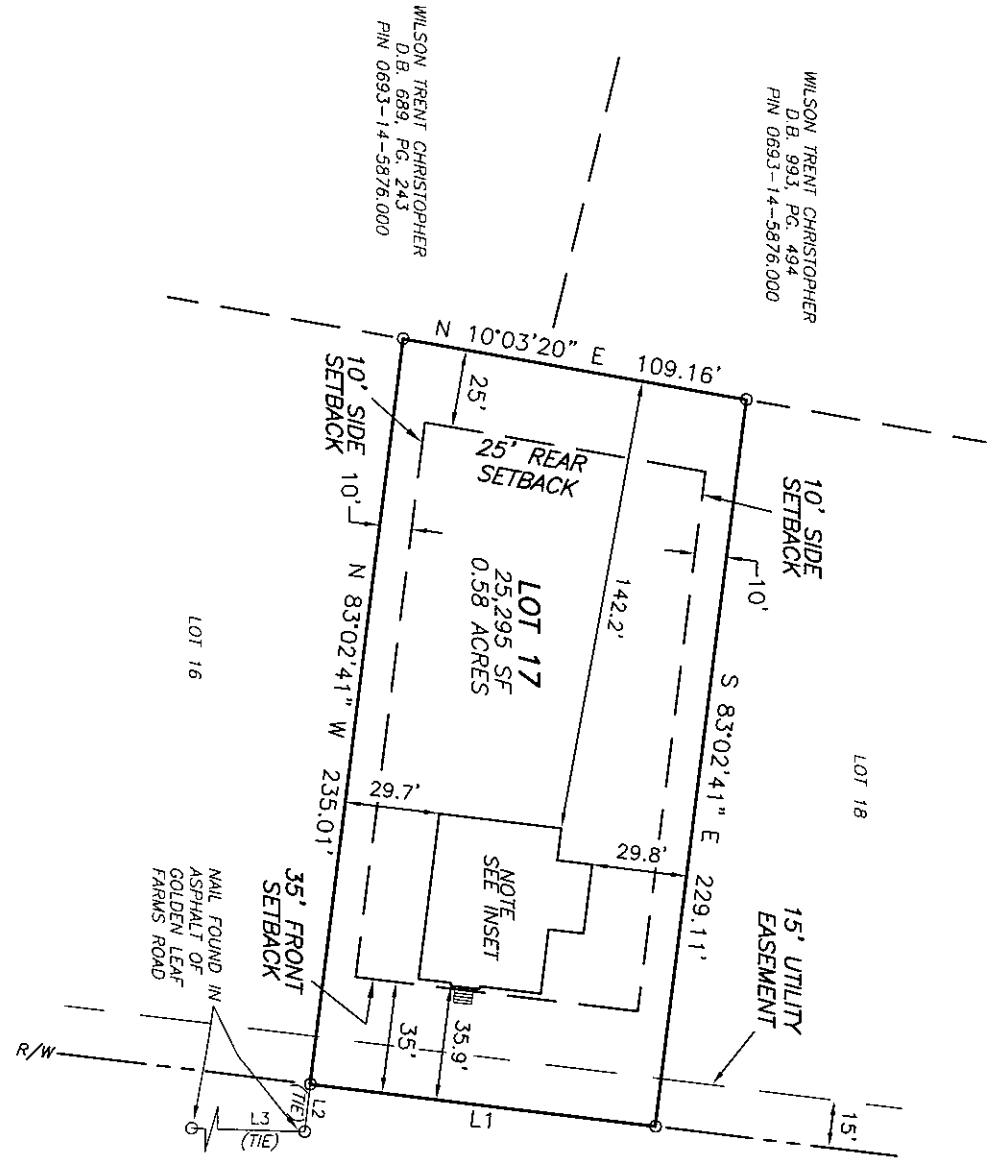 WILSON TRENT CHRISTOPHER
D.B. 689, PG. 243
PIN 0693-14-5876.000
WILSON TRENT CHRISTOPHER
D.B. 993, PG. 494
PIN 0693-14-5876.000
N 10°03'20" E 109.16'
25'
25' REAR
SETBACK
10' SIDE
SETBACK
10'
10' SIDE
SETBACK
10'
142.2'
LOT 17
25,295 SF
0.58 ACRES
S 83°02'41" E 229.11'
N 83°02'41" W 235.01'
LOT 16
LOT 18
29.7'
29.8'
NOTE
SEE INSET
15' UTILITY
EASEMENT
35' FRONT
SETBACK
NAIL FOUND IN
ASPHALT OF
GOLDEN LEAF
FARMS ROAD
35'
35.9'
R/W
L1
L2
(TIE)
L3
(TIE)
15'